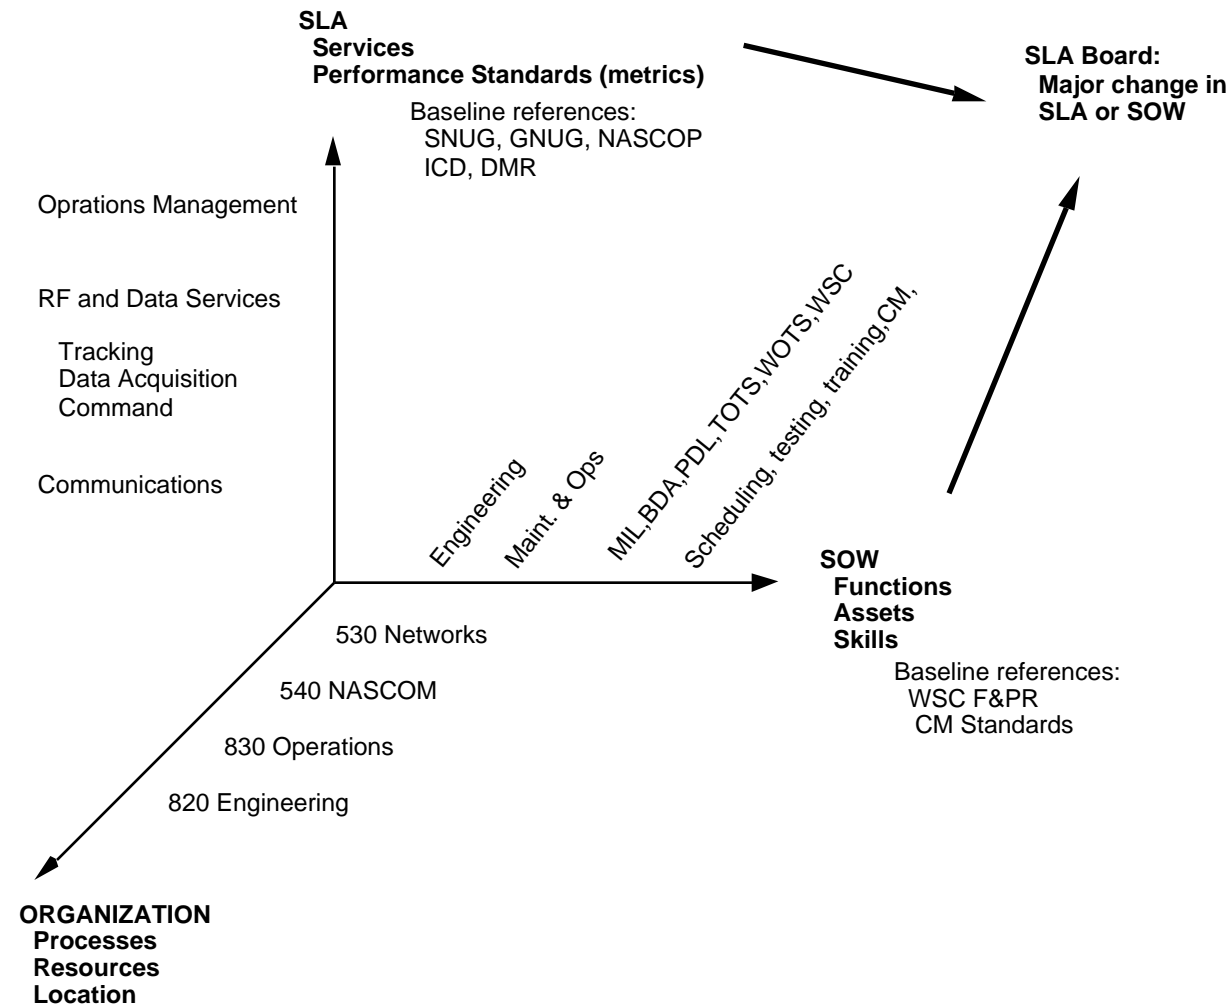 SLA
Services
Performance Standards (metrics)
Baseline references:
SNUG, GNUG, NASCOP
ICD, DMR
SLA Board:
Major change in
SLA or SOW
Oprations Management
RF and Data Services
Tracking
Data Acquisition
Command
Communications
Engineering
Maint. & Ops
MIL,BDA,PDL,TOTS,WOTS,WSC
Scheduling, testing, training,CM,
SOW
Functions
Assets
Skills
Baseline references:
WSC F&PR
CM Standards
530 Networks
540 NASCOM
830 Operations
820 Engineering
ORGANIZATION
Processes
Resources
Location